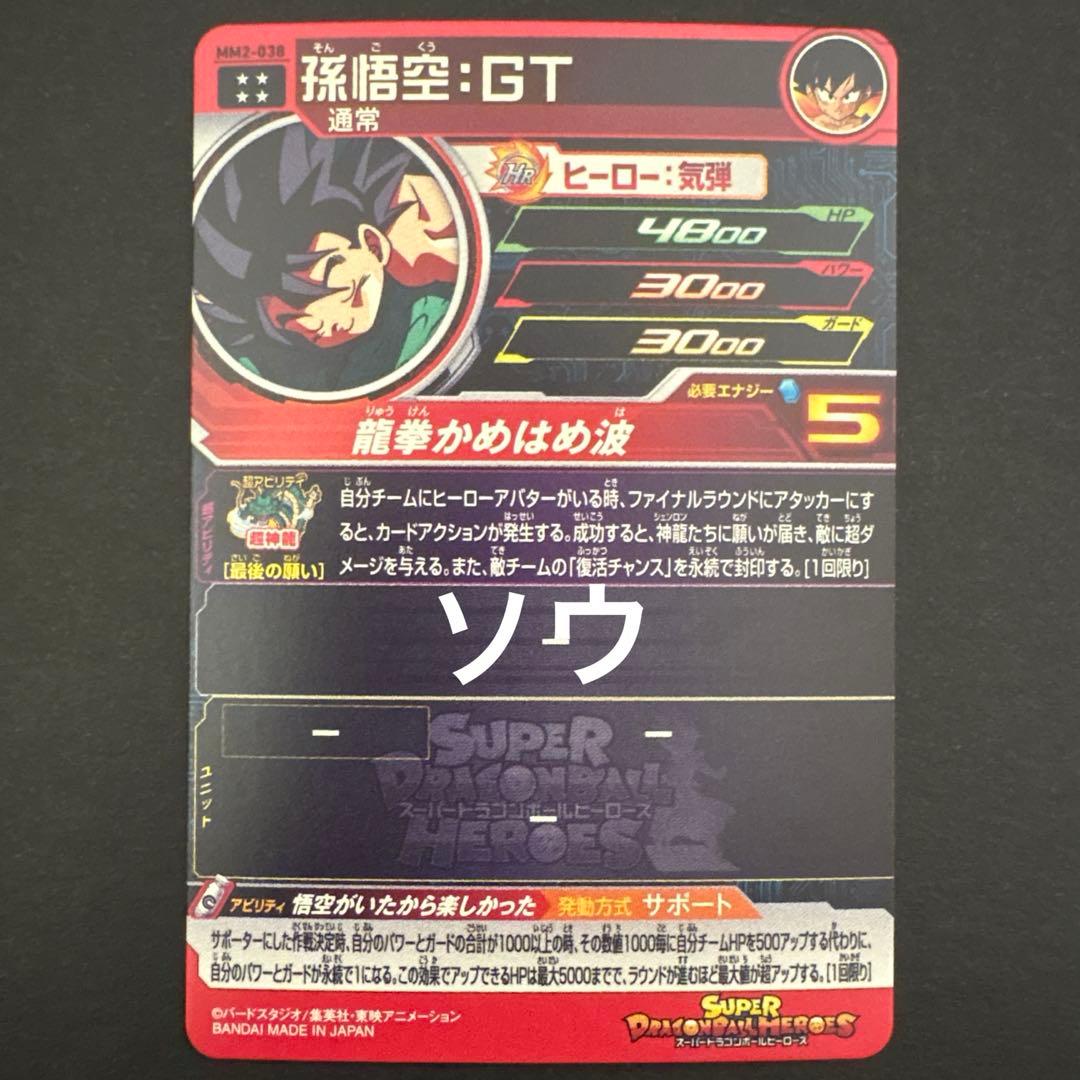 MM2-038
孫悟空:GT
通常
HR ヒーロー:気弾
HP
4800
パワー
3000
ガード
3000
必要エナジー 5
龍拳かめはめ波
超アビリティ
超アビリティ
超神龍
[最後の願い]
自分チームにヒーローアバターがいる時、ファイナルラウンドにアタッカーにす
ると、カードアクションが発生する。成功すると、神龍たちに願いが届き、敵に超ダ
メージを与える。また、敵チームの「復活チャンス」を永続で封印する。[1回限り]
ソウ
ー
ユニット
ー ー
ー
SUPER
DRAGONBALL
スーパードラゴンボールヒーローズ
HEROES
アビリティ 悟空がいたから楽しかった 発動方式 サポート
サポーターにした作戦決定時、自分のパワーとガードの合計が1000以上の時、その数値1000毎に自分チームHPを500アップする代わりに、
自分のパワーとガードが永続で1になる。この効果でアップできるHPは最大5000までで、ラウンドが進むほど最大値が超アップする。[1回限り]
©バードスタジオ/集英社・東映アニメーション
BANDAI MADE IN JAPAN
SUPER
DRAGONBALL HEROES
スーパードラゴンボールヒーローズ